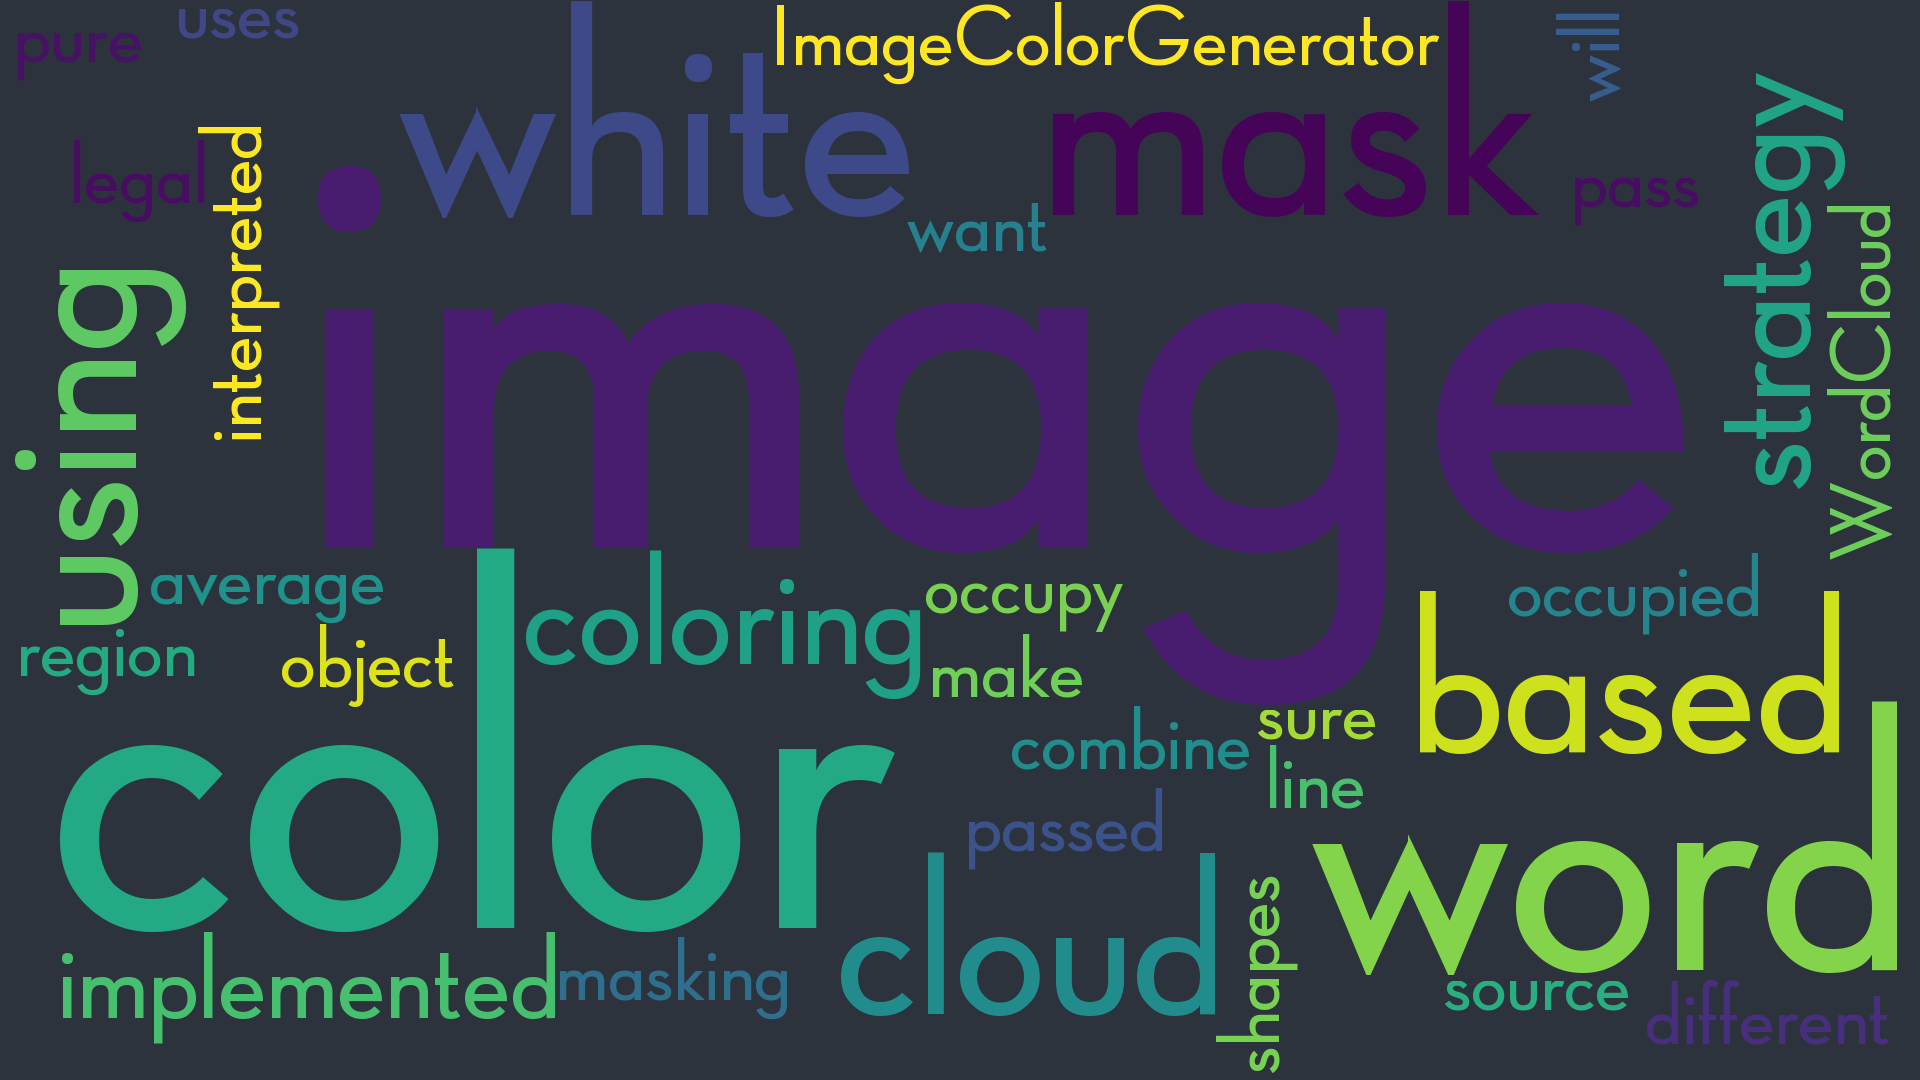 pure
uses
ImageColorGenerator
will
white
mask
legal
interpreted
want
pass
strategy
WordCloud
using
image
average
region
object
coloring
occupy
make
occupied
based
color
combine
sure
line
passed
word
cloud
shapes
implemented
masking
source
different